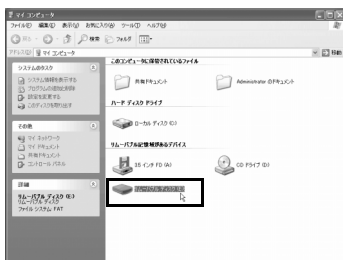 マイ コンピュータ
ファイル(F) 編集(E) 表示(V) お気に入り(A) ツール(T) ヘルプ(H)
戻る 検索 フォルダ
アドレス(D) マイ コンピュータ 移動
システムのタスク
システム情報を表示する
プログラムの追加と削除
設定を変更する
このディスクを取り出す
その他
マイ ネットワーク
マイ ドキュメント
共有ドキュメント
コントロール パネル
詳細
リムーバブル ディスク (E:)
リムーバブル ディスク
ファイル システム: FAT
このコンピュータに保管されているファイル
共有ドキュメント
Administrator のドキュメント
ハード ディスク ドライブ
ローカル ディスク (C:)
リムーバブル記憶域があるデバイス
3.5 インチ FD (A:)
CD ドライブ (D:)
リムーバブル ディスク (E:)